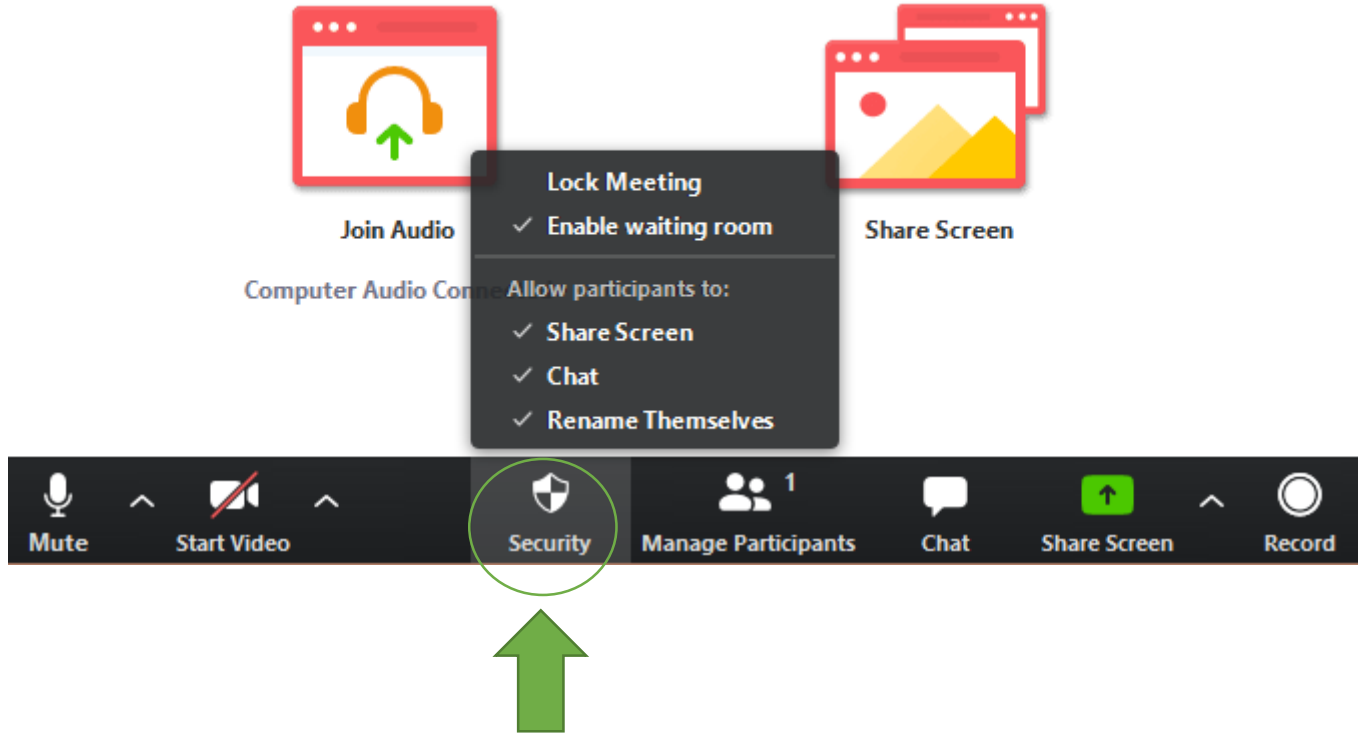 Lock Meeting
Enable waiting room
Join Audio
Share Screen
Computer Audio Con
Allow participants to:
Share Screen
Chat
Rename Themselves
1
Mute
Start Video
Security
Manage Participants
Chat
Share Screen
Record